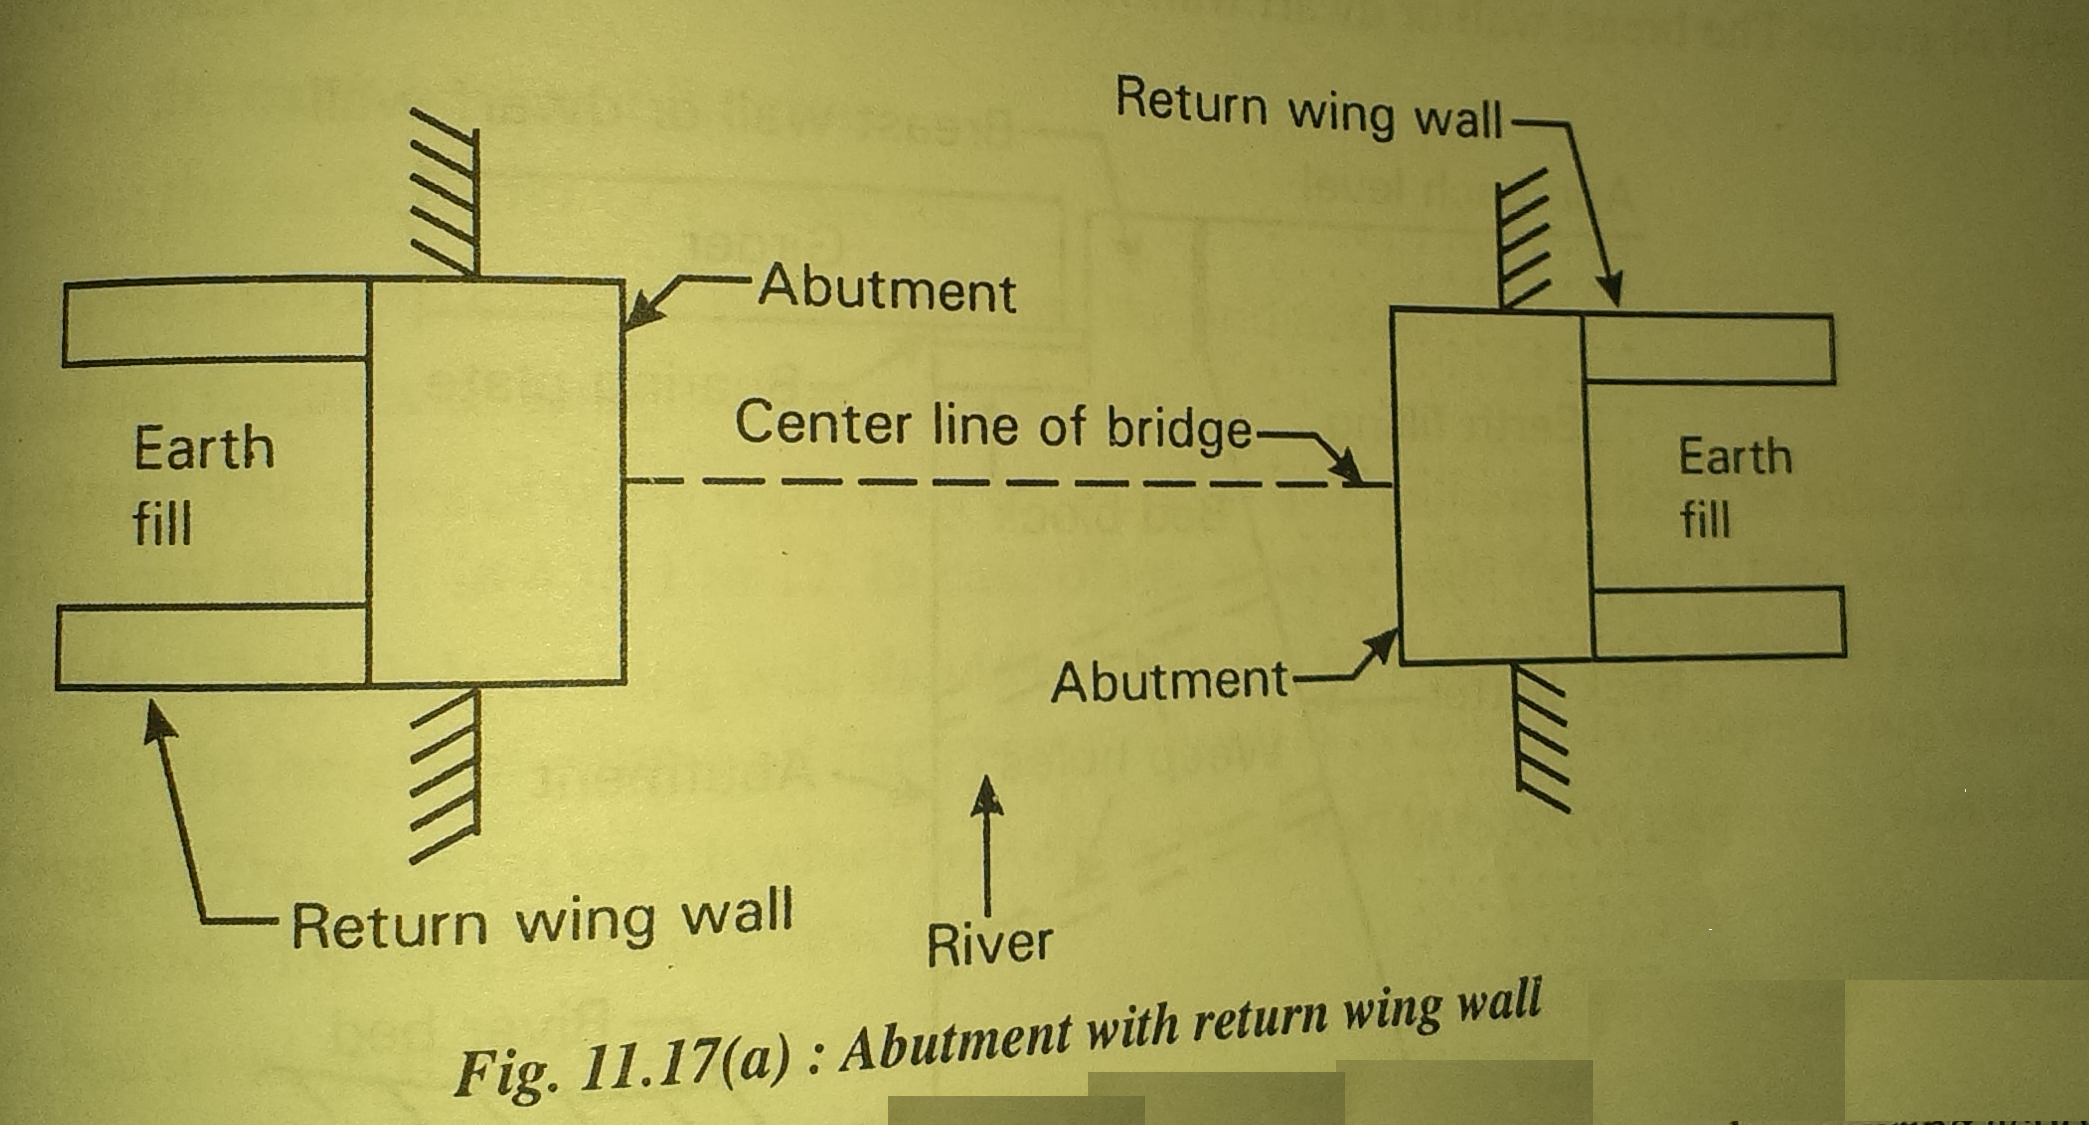 Return wing wall
Abutment
Center line of bridge
Earth
fill
Earth
fill
Abutment
Return wing wall
River
Fig. 11.17(a) : Abutment with return wing wall